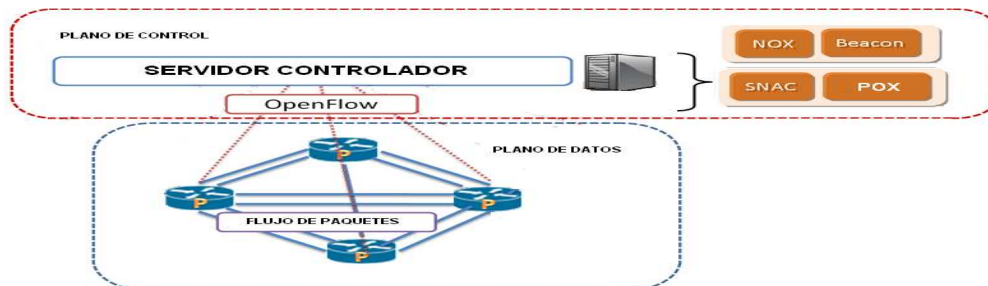 PLANO DE CONTROL
SERVIDOR CONTROLADOR
NOX
Beacon
SNAC
POX
OpenFlow
PLANO DE DATOS
P
P
P
FLUJO DE PAQUETES
P